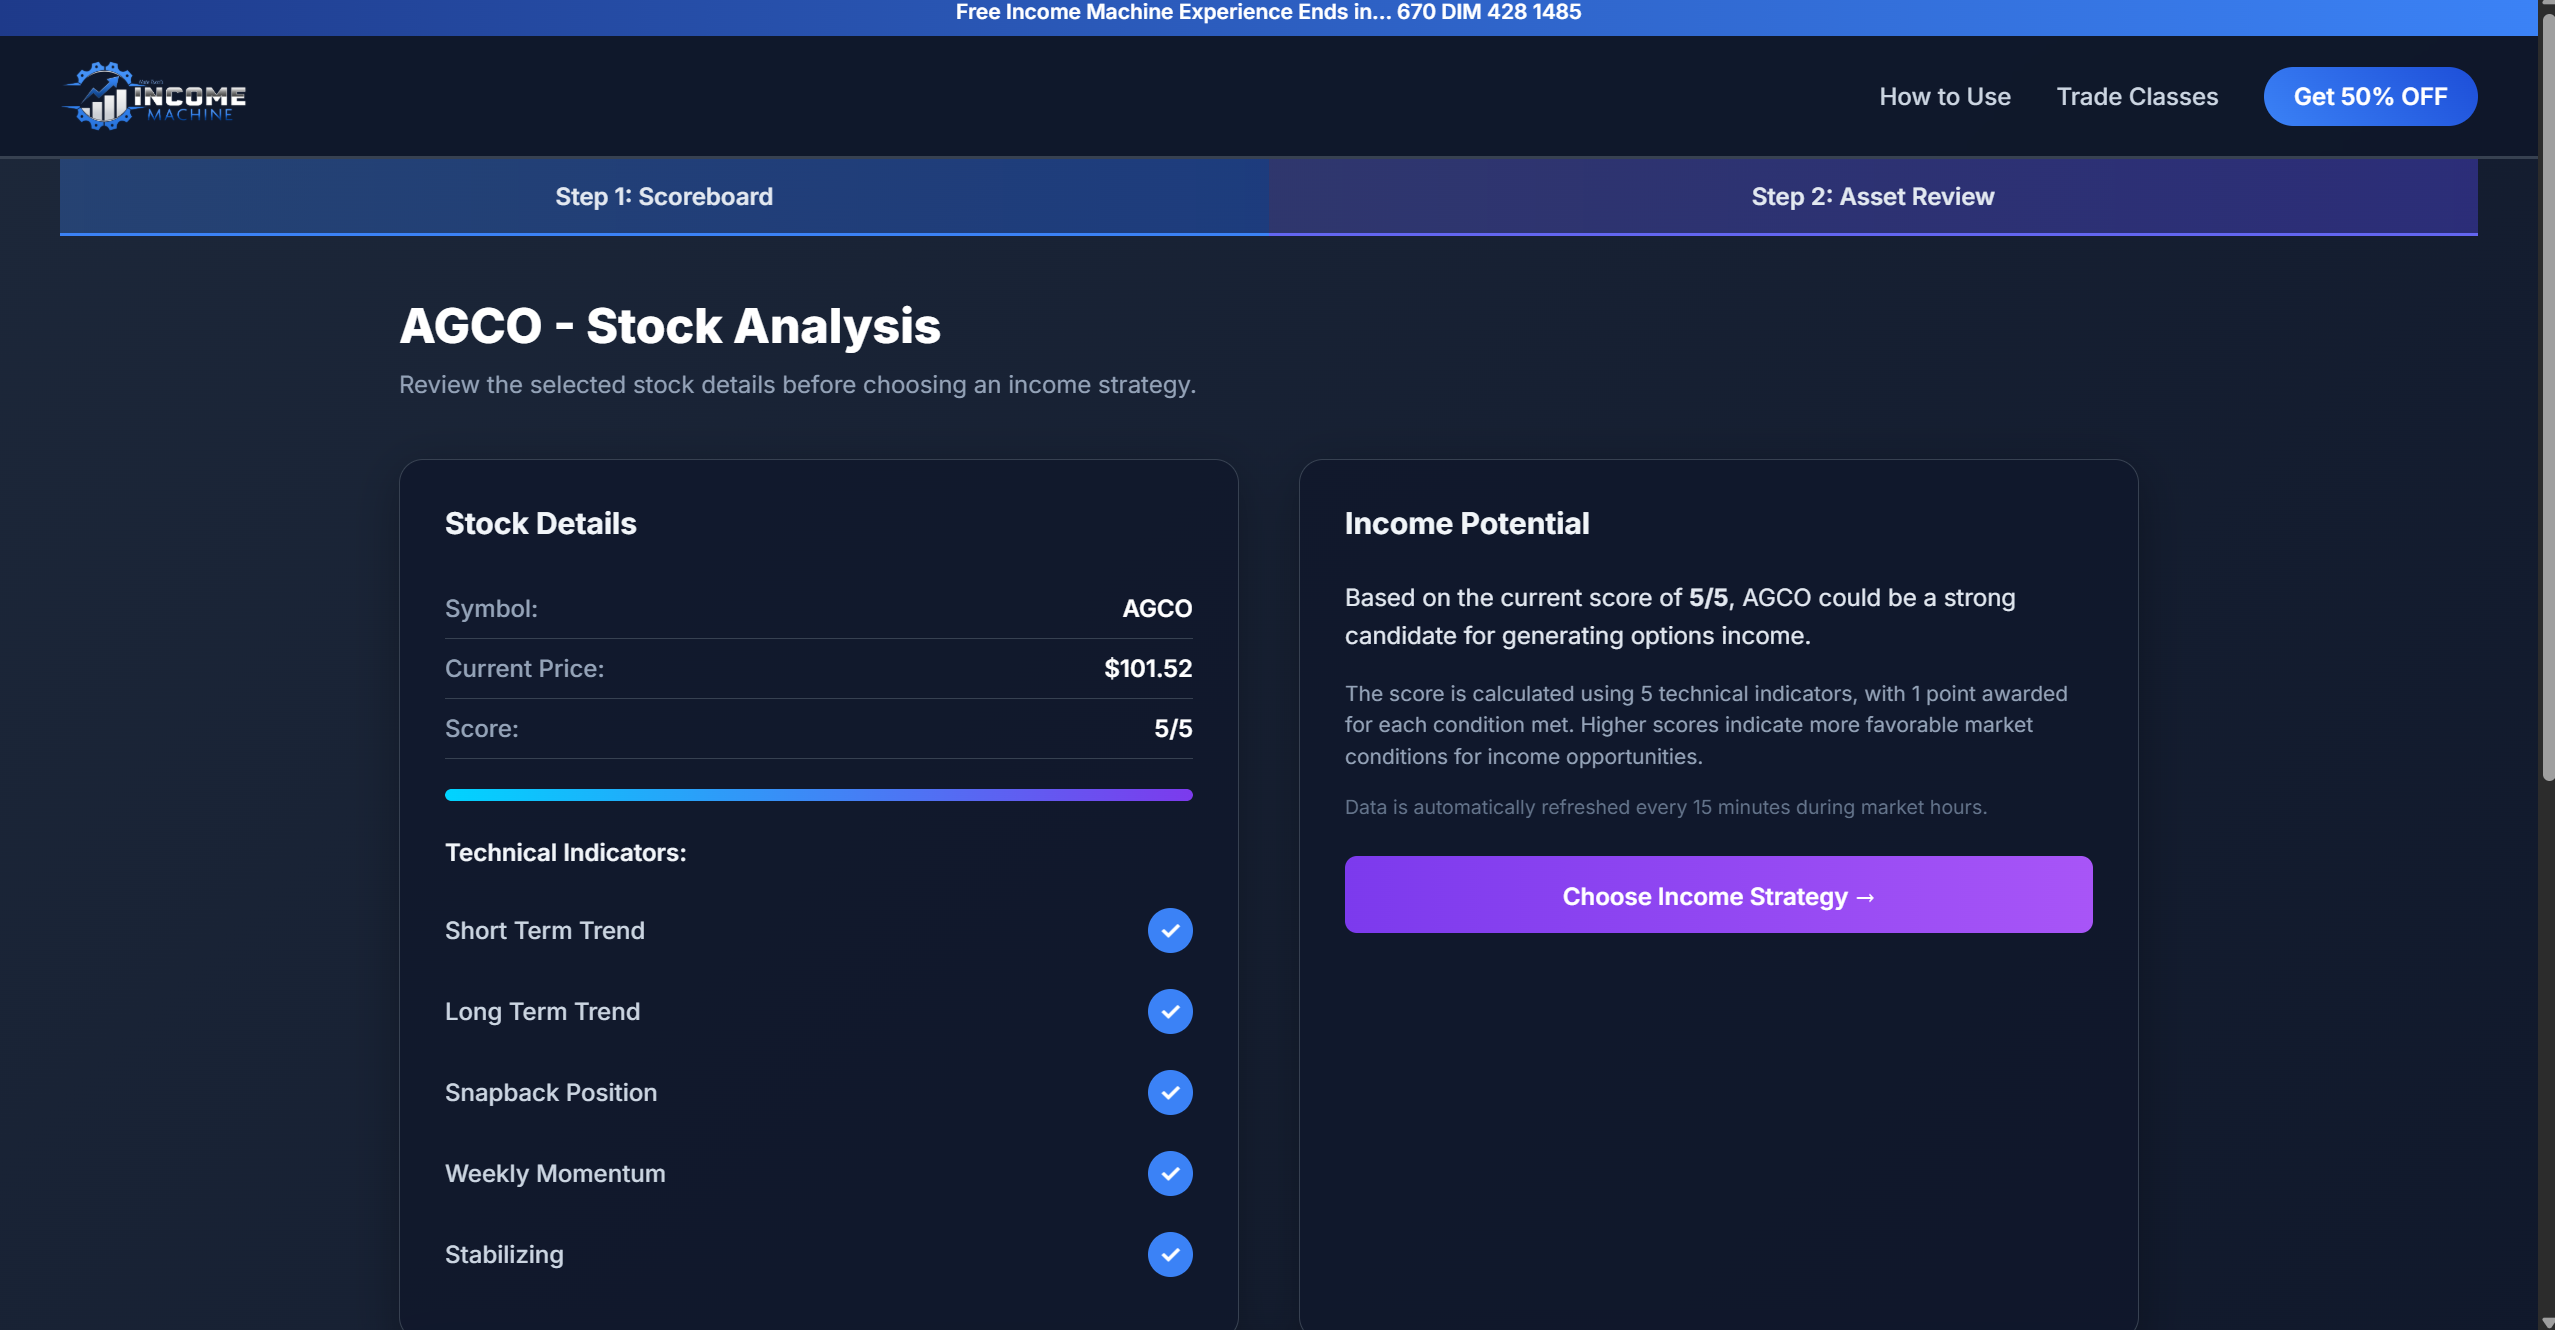 Free Income Machine Experience Ends in... 670 DIM 428 1485
INCOME
MACHINE
How to Use
Trade Classes
Get 50% OFF
Step 1: Scoreboard
Step 2: Asset Review
AGCO - Stock Analysis
Review the selected stock details before choosing an income strategy.
Stock Details
Symbol:
AGCO
Current Price:
$101.52
Score:
5/5
Technical Indicators:
Short Term Trend
Long Term Trend
Snapback Position
Weekly Momentum
Stabilizing
Income Potential
Based on the current score of 5/5, AGCO could be a strong
candidate for generating options income.
The score is calculated using 5 technical indicators, with 1 point awarded
for each condition met. Higher scores indicate more favorable market
conditions for income opportunities.
Data is automatically refreshed every 15 minutes during market hours.
Choose Income Strategy →